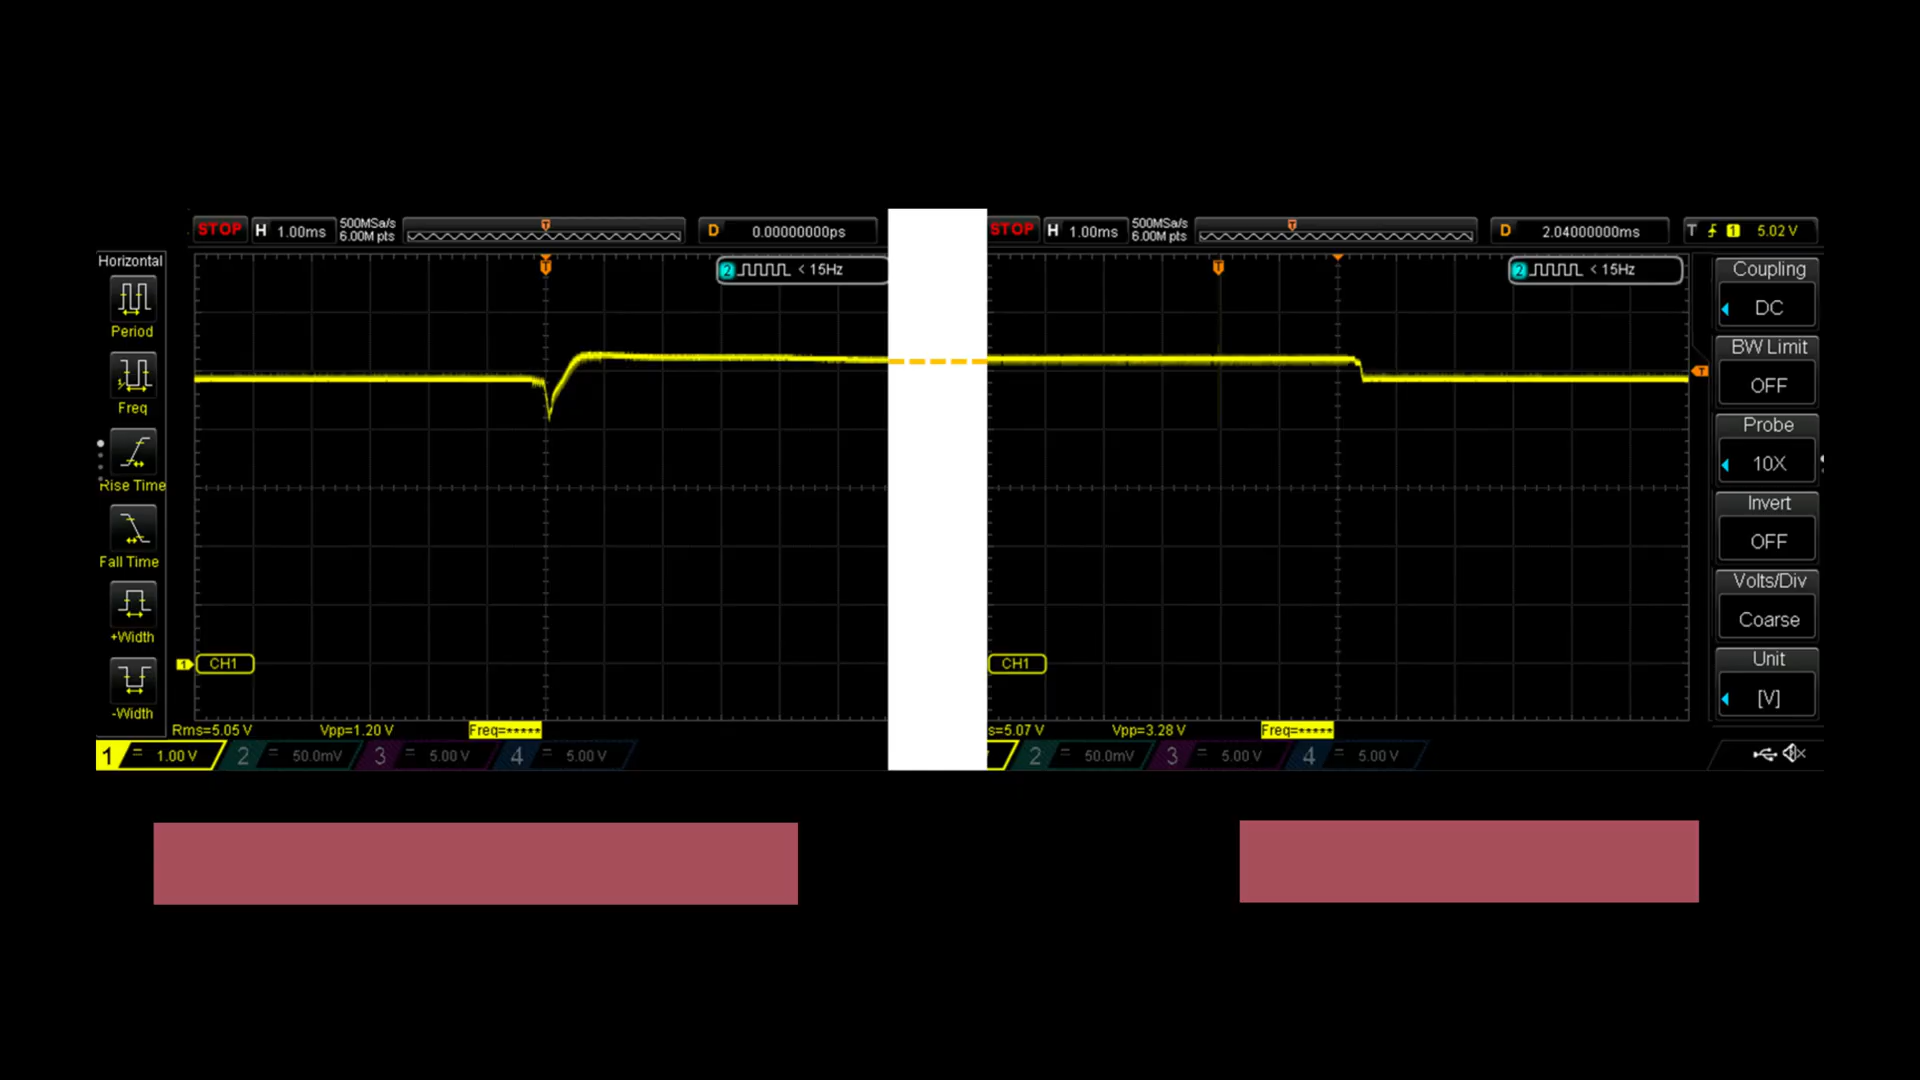 STOP H 1.00ms 500MSa/s 6.00M pts T D 0.00000000ps
STOP H 1.00ms 500MSa/s 6.00M pts T D 2.04000000ms T 1 5.02 V
Horizontal
T
2 < 15Hz
T
2 < 15Hz
Coupling
DC
Period
BW Limit
OFF
T
Freq
Probe
10X
Rise Time
Invert
OFF
Fall Time
Volts/Div
Coarse
+Width
1 CH1
CH1
Unit
[V]
-Width
Rms=5.05 V Vpp=1.20 V Freq=*****
s=5.07 V Vpp=3.28 V Freq=*****
1 = 1.00 V 2 = 50.0mV 3 = 5.00 V 4 = 5.00 V
2 = 50.0mV 3 = 5.00 V 4 = 5.00 V